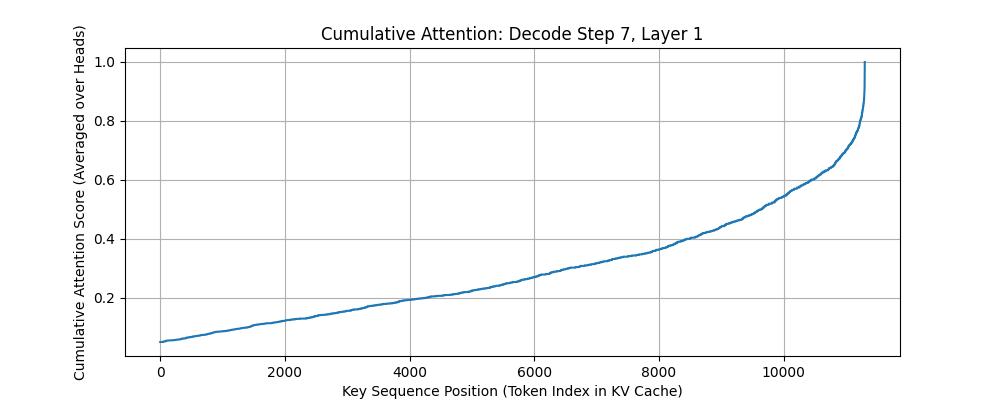 Cumulative Attention: Decode Step 7, Layer 1
Cumulative Attention Score (Averaged over Heads)
1.0
0.8
0.6
0.4
0.2
0 2000 4000 6000 8000 10000
Key Sequence Position (Token Index in KV Cache)